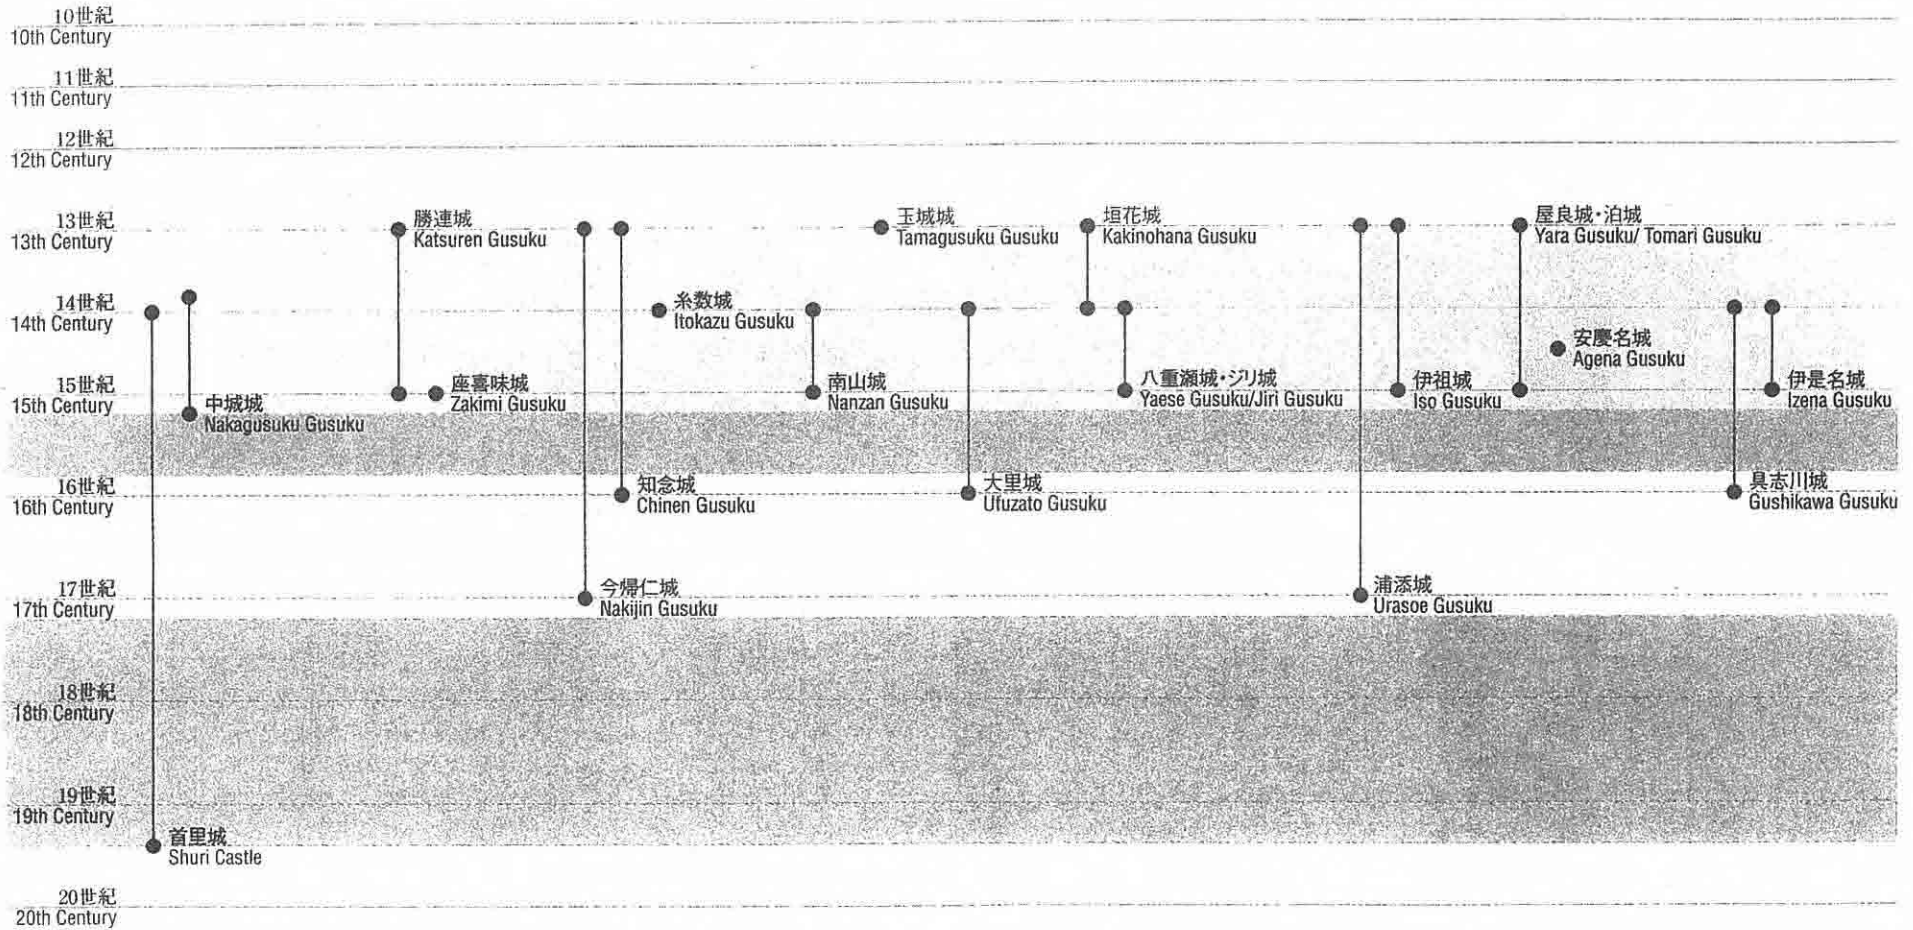 10世紀
10th Century
11世紀
11th Century
12世紀
12th Century
13世紀
13th Century
勝連城
Katsuren Gusuku
玉城城
Tamagusuku Gusuku
垣花城
Kakinohana Gusuku
屋良城・泊城
Yara Gusuku/ Tomari Gusuku
14世紀
14th Century
糸数城
Itokazu Gusuku
安慶名城
Agena Gusuku
15世紀
15th Century
中城城
Nakagusuku Gusuku
座喜味城
Zakimi Gusuku
南山城
Nanzan Gusuku
八重瀬城・ジリ城
Yaese Gusuku/Jiri Gusuku
伊祖城
Iso Gusuku
伊是名城
Izena Gusuku
16世紀
16th Century
知念城
Chinen Gusuku
大里城
Ufuzato Gusuku
具志川城
Gushikawa Gusuku
17世紀
17th Century
今帰仁城
Nakijin Gusuku
浦添城
Urasoe Gusuku
18世紀
18th Century
19世紀
19th Century
首里城
Shuri Castle
20世紀
20th Century